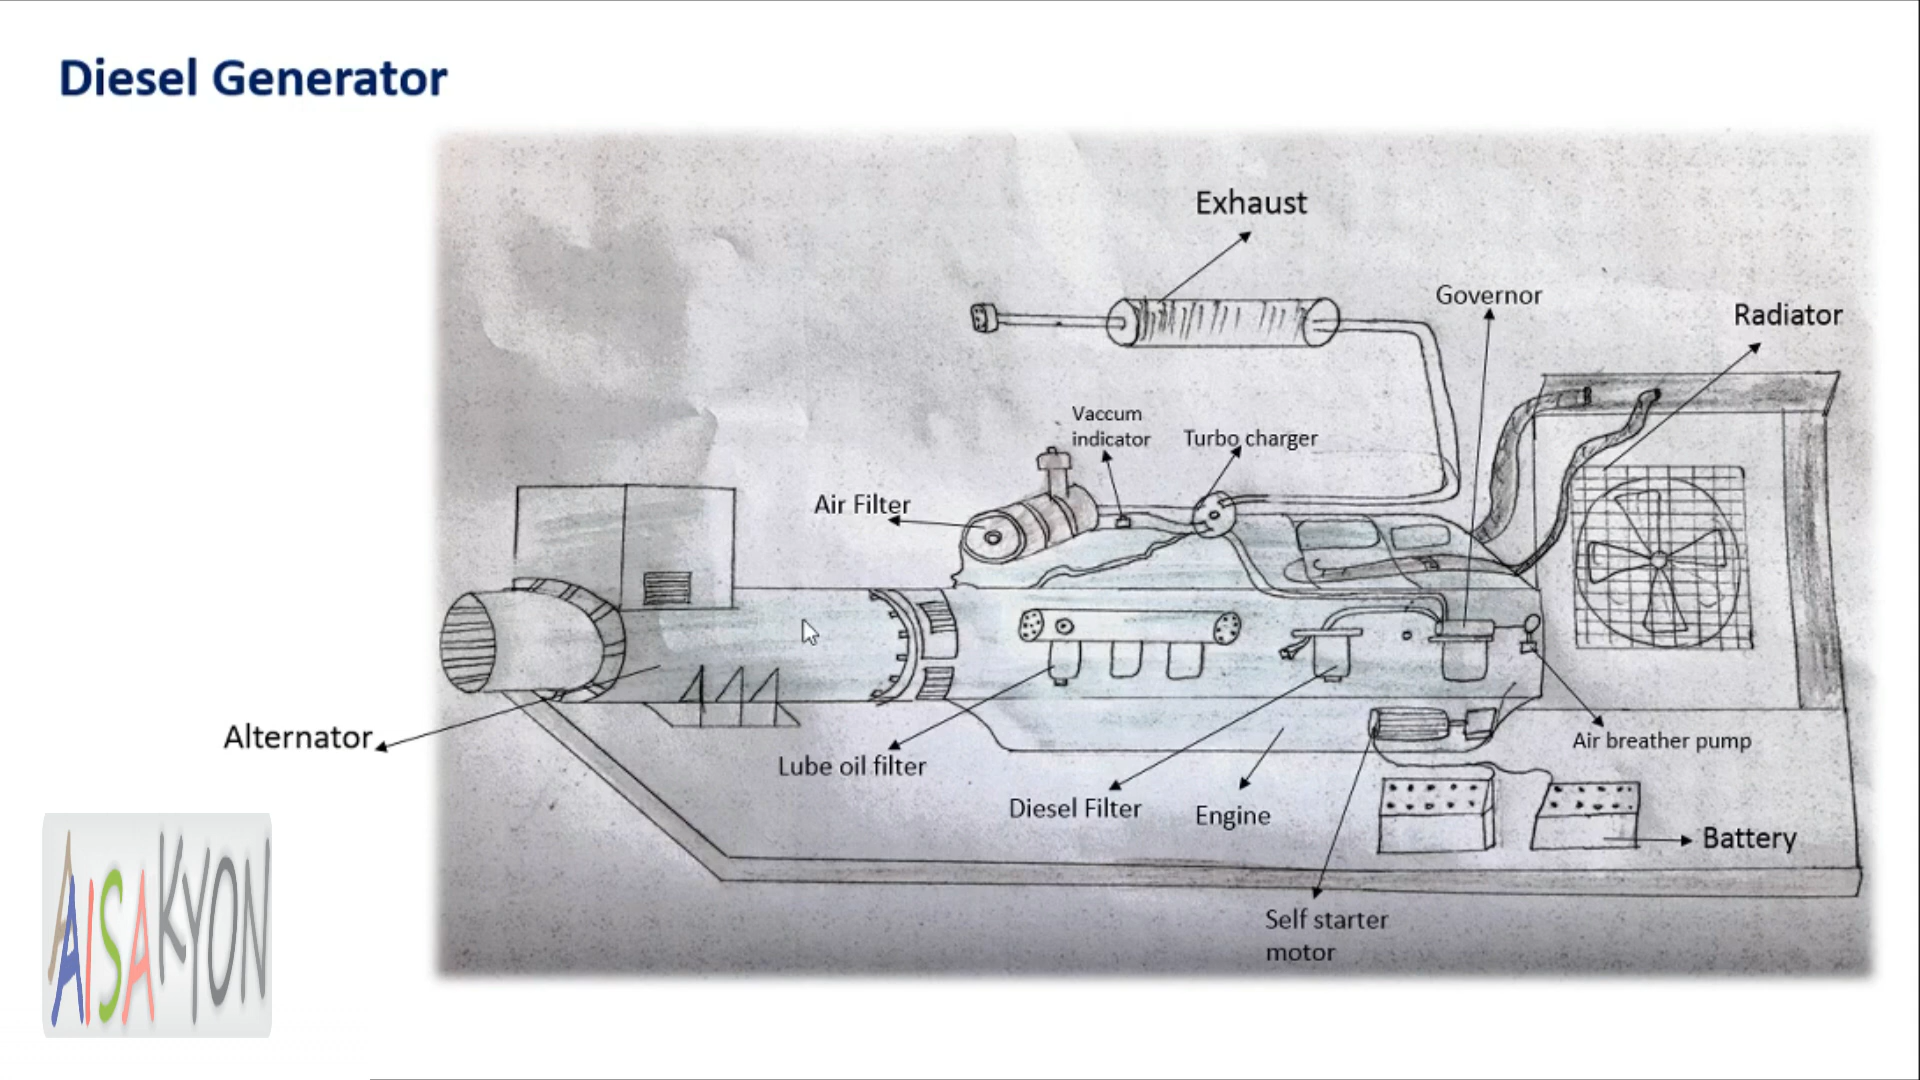 Diesel Generator
Exhaust
Governor
Radiator
Vaccum
indicator
Turbo charger
Air Filter
Alternator
Lube oil filter
Diesel Filter
Engine
Air breather pump
Battery
Self starter
motor
AISAKYON